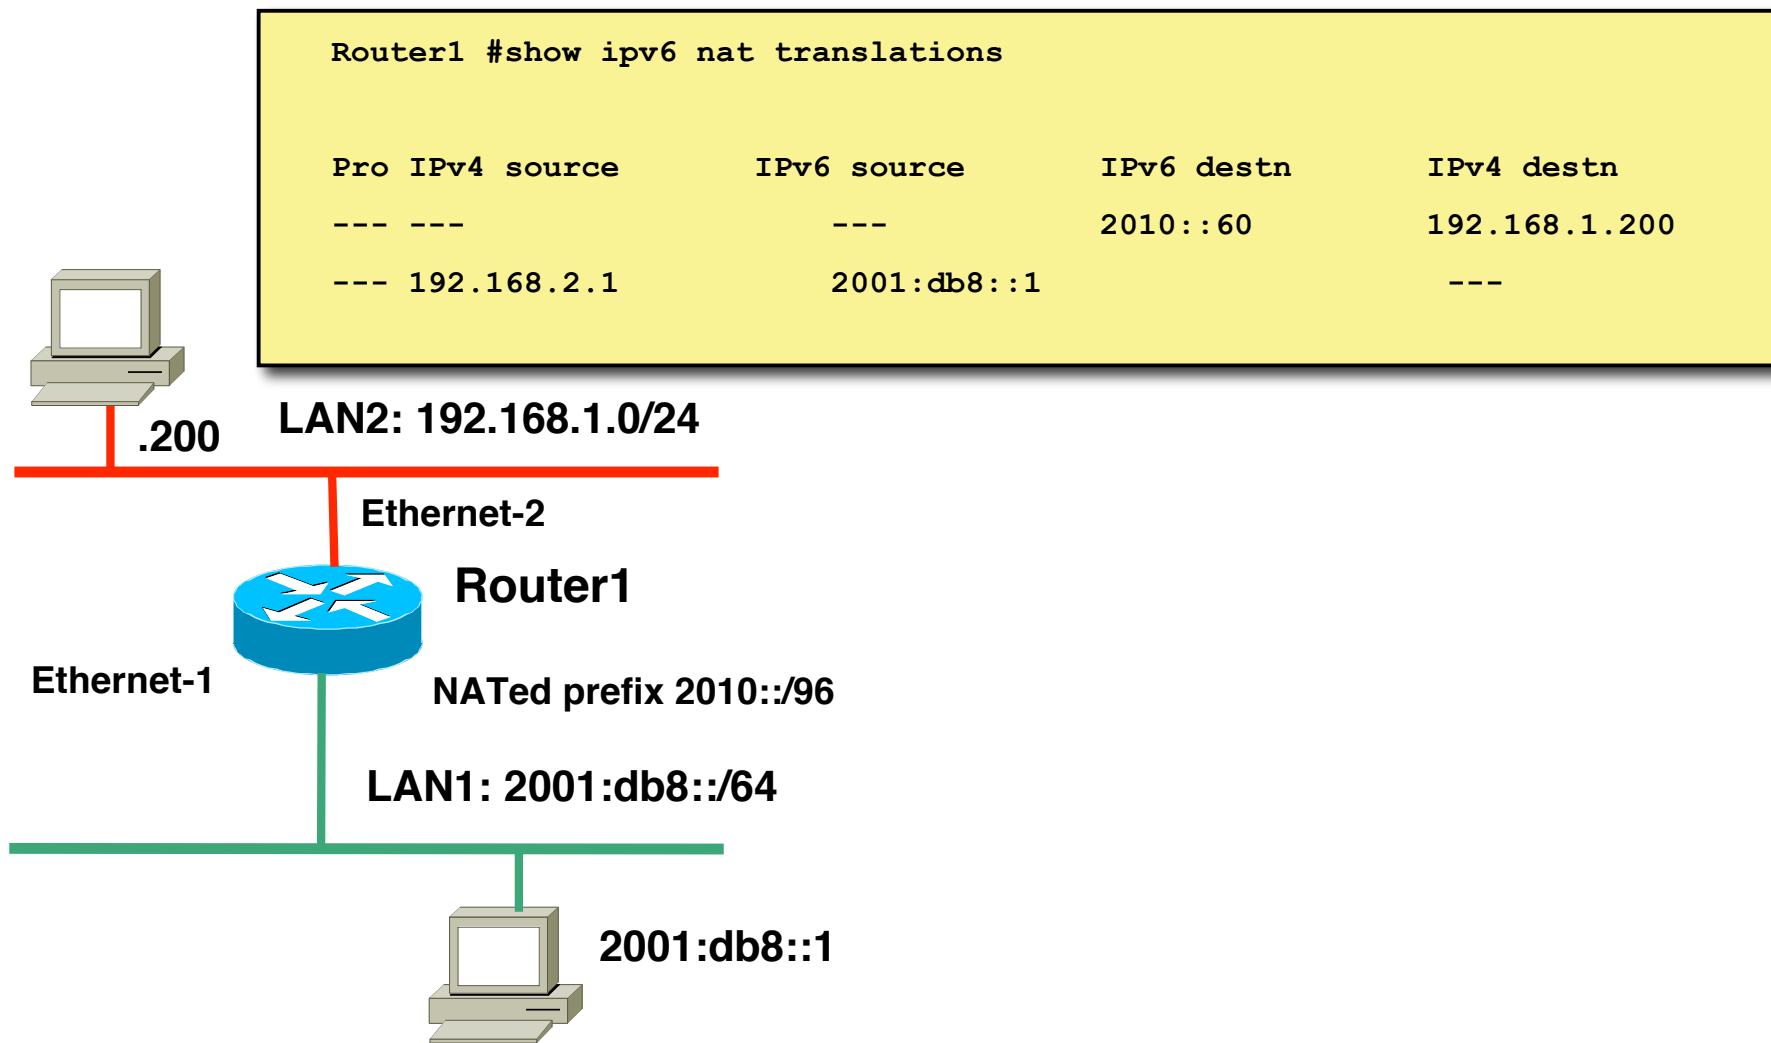 Router1 #show ipv6 nat translations
Pro IPv4 source IPv6 source IPv6 destn IPv4 destn
--- --- --- 2010::60 192.168.1.200
--- 192.168.2.1 2001:db8::1 ---
.200
LAN2: 192.168.1.0/24
Ethernet-2
Router1
Ethernet-1
NATed prefix 2010::/96
LAN1: 2001:db8::/64
2001:db8::1